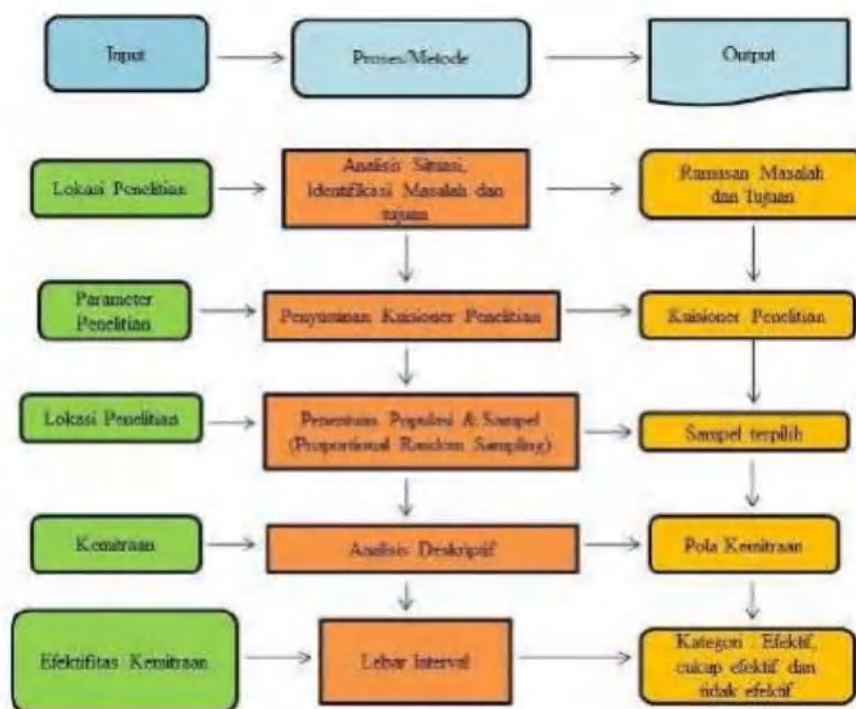 Input
Proses/Metode
Output
Lokasi Penelitian
Analisis Situasi,
Identifikasi Masalah dan
tujuan
Rumusan Masalah
dan Tujuan
Parameter
Penelitian
Penyusunan Kuisioner Penelitian
Kuisioner Penelitian
Lokasi Penelitian
Penentuan Populasi & Sampel
(Proportional Random Sampling)
Sampel terpilih
Kemitraan
Analisis Deskriptif
Pola Kemitraan
Efektifitas Kemitraan
Lebar Interval
Kategori Efektif,
cukup efektif dan
tidak efektif